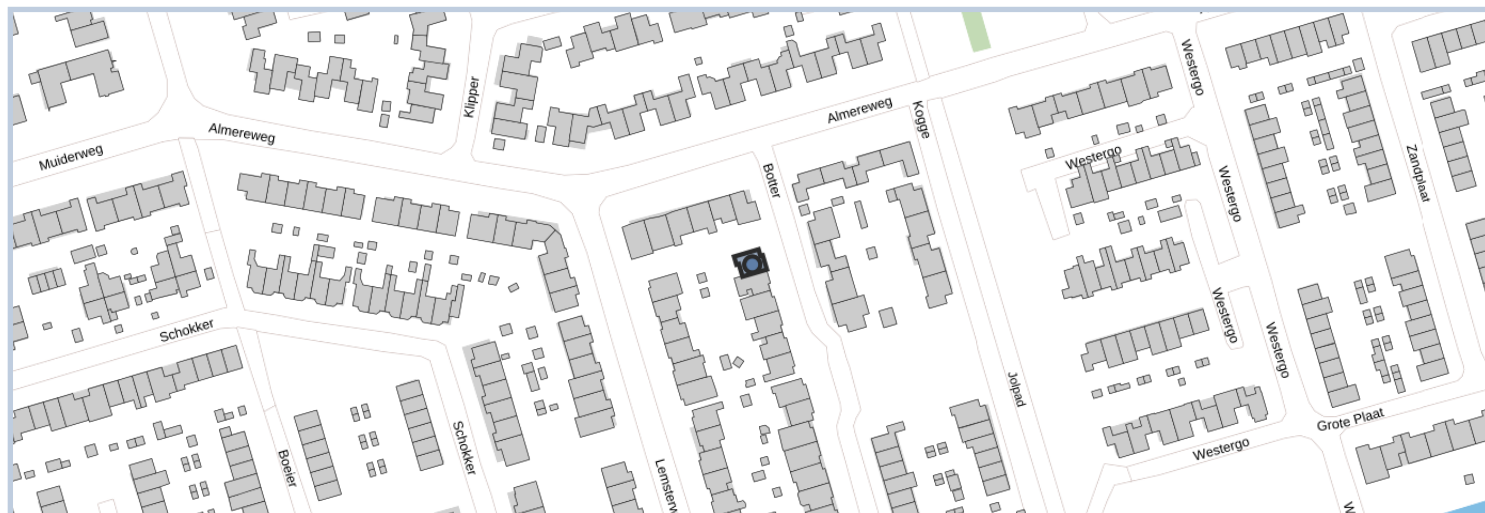 Muiderweg
Almereweg
Klipper
Almereweg
Kogge
Westergo
Westergo
Westergo
Zandplaat
Botter
Schokker
Westergo
Westergo
Jolpad
Grote Plaat
Westergo
Schokker
Boeier
Lemsterw
W